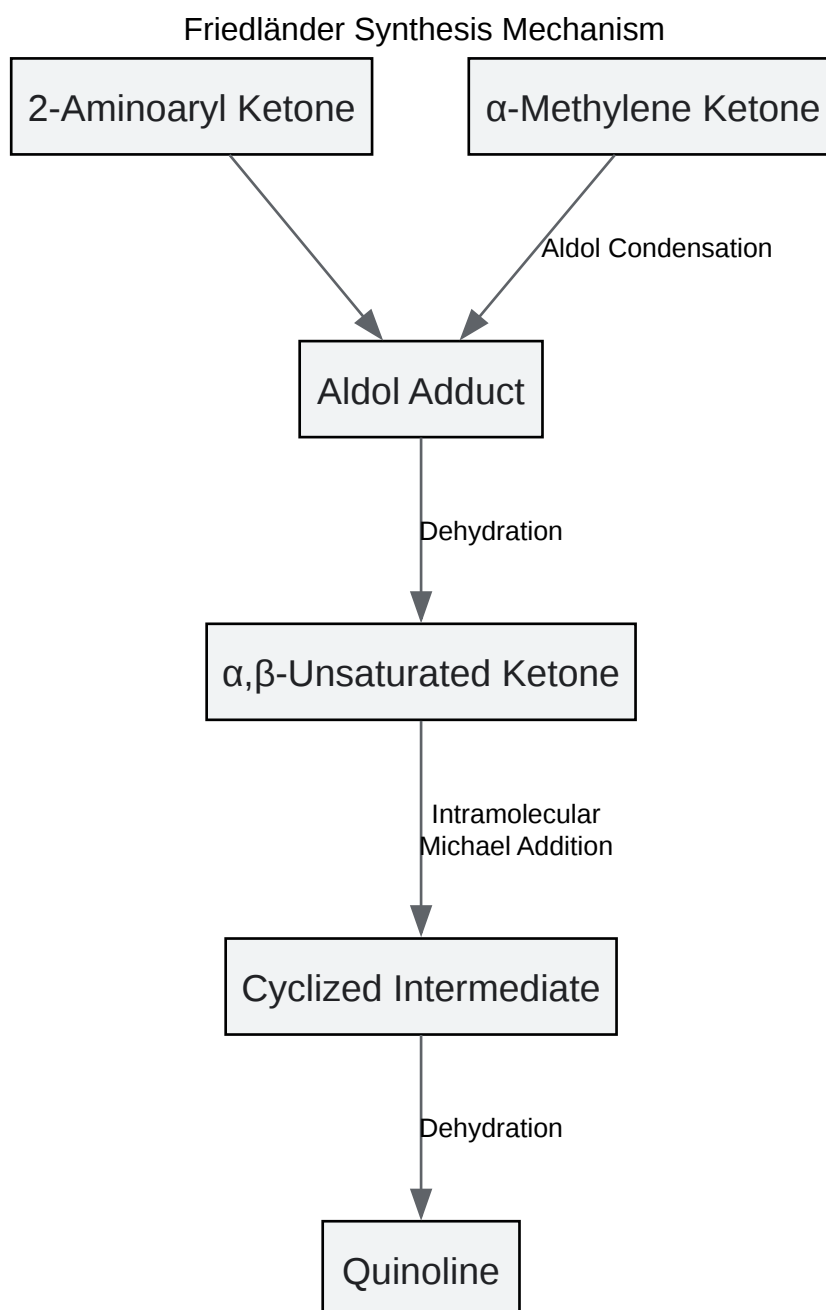 Friedländer Synthesis Mechanism
2-Aminoaryl Ketone
α-Methylene Ketone
Aldol Condensation
Aldol Adduct
Dehydration
α,β-Unsaturated Ketone
Intramolecular
Michael Addition
Cyclized Intermediate
Dehydration
Quinoline